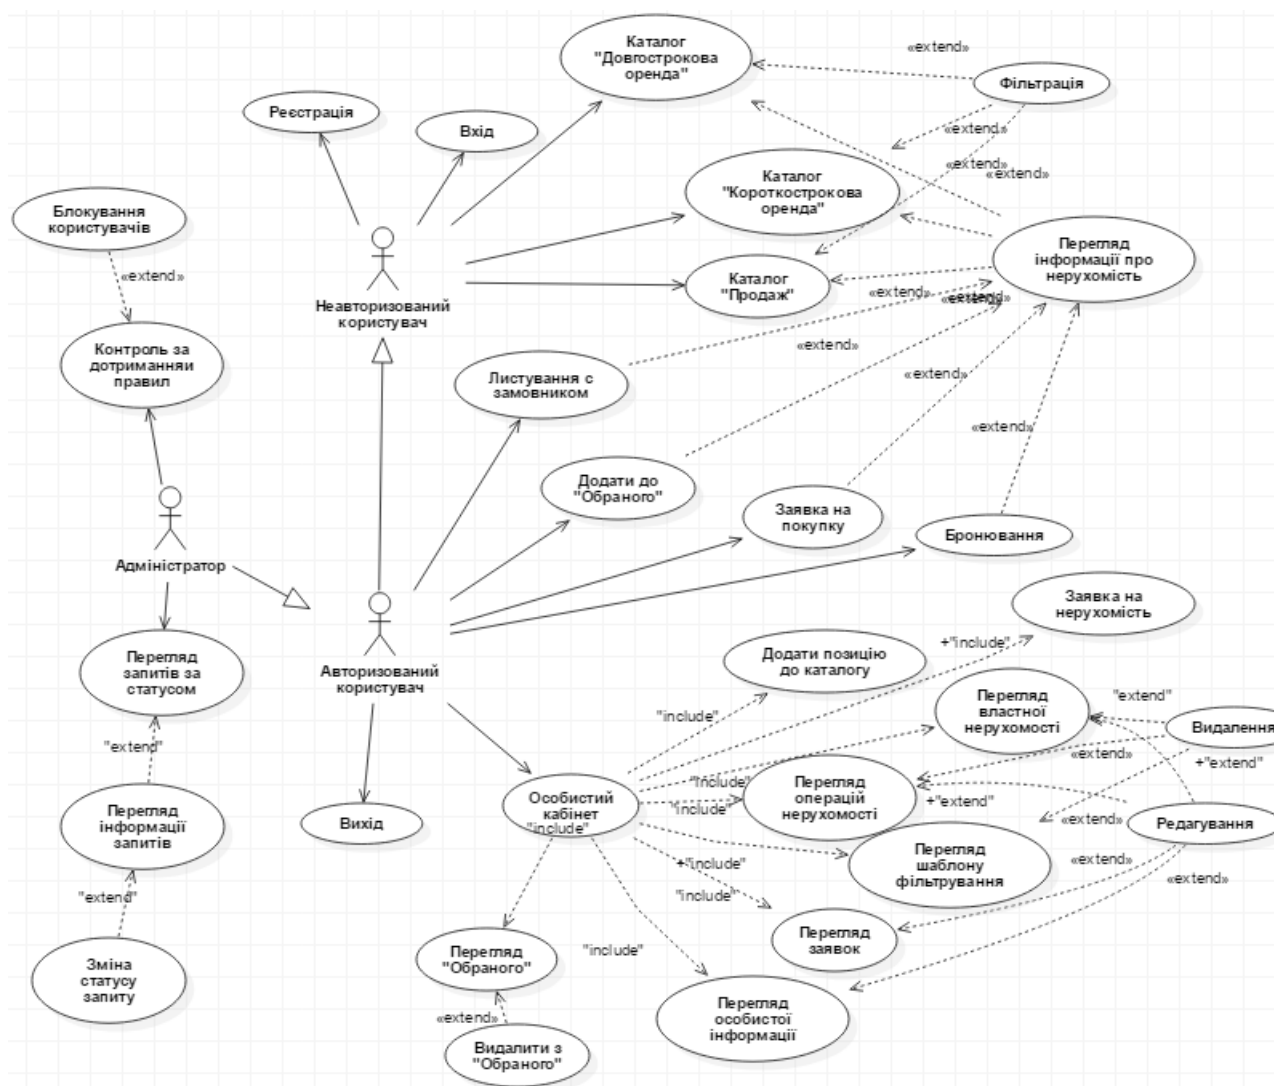 Каталог
"Довгострокова
оренда"
«extend»
Фільтрація
Реєстрація
Вхід
«extend»
«extend»
«extend»
Каталог
"Короткострокова
оренда"
Блокування
користувачів
Перегляд
інформації про
нерухомість
«extend»
Каталог
"Продаж"
«extend»
«extend»
«extend»
Неавторизований
користувач
Контроль за
дотриманняи
правил
«extend»
Листування с
замовником
«extend»
«extend»
Додати до
"Обраного"
Заявка на
покупку
Бронювання
Адміністратор
Заявка на
нерухомість
+"include"
Перегляд
запитів за
статусом
Авторизований
користувач
Додати позицію
до каталогу
Перегляд
властної
нерухомості
"extend"
"include"
Видалення
"extend"
«extend»
+"extend"
"Include"
Перегляд
операцій
нерухомості
+"extend"
"include"
Особистий
кабінет
"include"
Вихід
Перегляд
інформації
запитів
«extend»
Редагування
Перегляд
шаблону
фільтрування
+"include"
«extend»
«extend»
"include"
"extend"
Перегляд
заявок
"include"
Перегляд
"Обраного"
Зміна
статусу
запиту
Перегляд
особистої
інформації
«extend»
Видалити з
"Обраного"